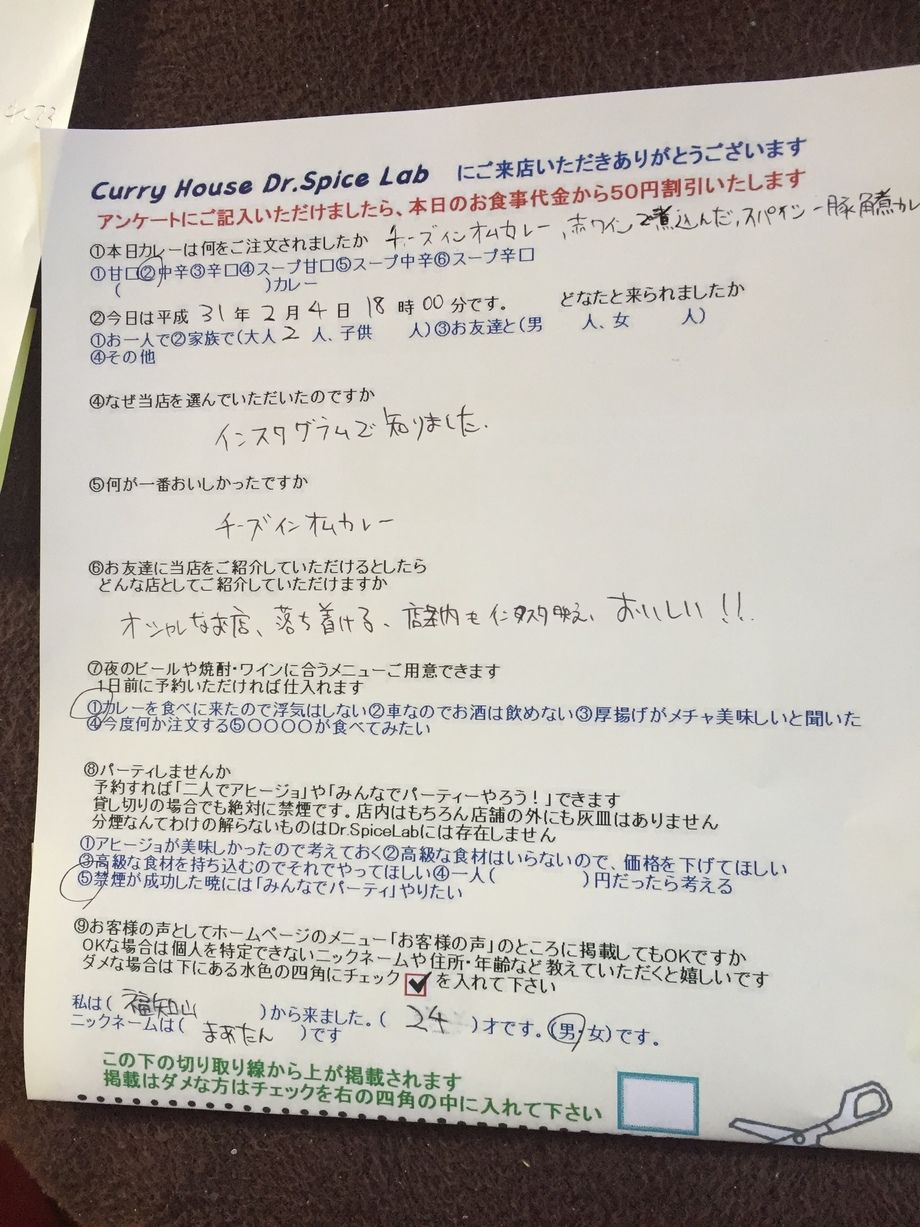 Curry House Dr.Spice Lab にご来店いただきありがとうございます
アンケートにご記入いただけましたら、本日のお食事代金から50円割引いたします
①本日カレーは何をご注文されましたか チーズインオムカレー、赤ワインで煮込んだ、スパイシー豚角煮カレ
①甘口②中辛③辛口④スープ甘口⑤スープ中辛⑥スープ辛口
( )カレー
②今日は平成 31 年 2 月 4 日 18 時 00 分です。 どなたと来られましたか
①お一人で②家族で(大人 2 人、子供 人)③お友達と(男 人、女 人)
④その他
④なぜ当店を選んでいただいたのですか
インスタグラムで知りました.
⑤何が一番おいしかったですか
チーズインオムカレー
⑥お友達に当店をご紹介していただけるとしたら
どんな店としてご紹介していただけますか
オシャレなお店、落ち着ける、店内もインスタ映え、おいしい!!
⑦夜のビールや焼酎・ワインに合うメニューご用意できます
1日前に予約いただければ仕入れます
①カレーを食べに来たので浮気はしない②車なのでお酒は飲めない③厚揚げがメチャ美味しいと聞いた
④今度何か注文する⑤〇〇〇〇が食べてみたい
⑧パーティしませんか
予約すれば「二人でアヒージョ」や「みんなでパーティーやろう！」できます
貸し切りの場合でも絶対に禁煙です。店内はもちろん店舗の外にも灰皿はありません
分煙なんてわけの解らないものはDr.SpiceLabには存在しません
①アヒージョが美味しかったので考えておく②高級な食材はいらないので、価格を下げてほしい
③高級な食材を持ち込むのでそれでやってほしい④一人( )円だったら考える
⑤禁煙が成功した暁には「みんなでパーティ」やりたい
⑨お客様の声としてホームページのメニュー「お客様の声」のところに掲載してもOKですか
OKな場合は個人を特定できないニックネームや住所・年齢など教えていただくと嬉しいです
ダメな場合は下にある水色の四角にチェック ✓ を入れて下さい
私は( 福知山 )から来ました。( 24 )才です。(男・女)です。
ニックネームは( まぁたん )です
この下の切り取り線から上が掲載されます
掲載はダメな方はチェックを右の四角の中に入れて下さい